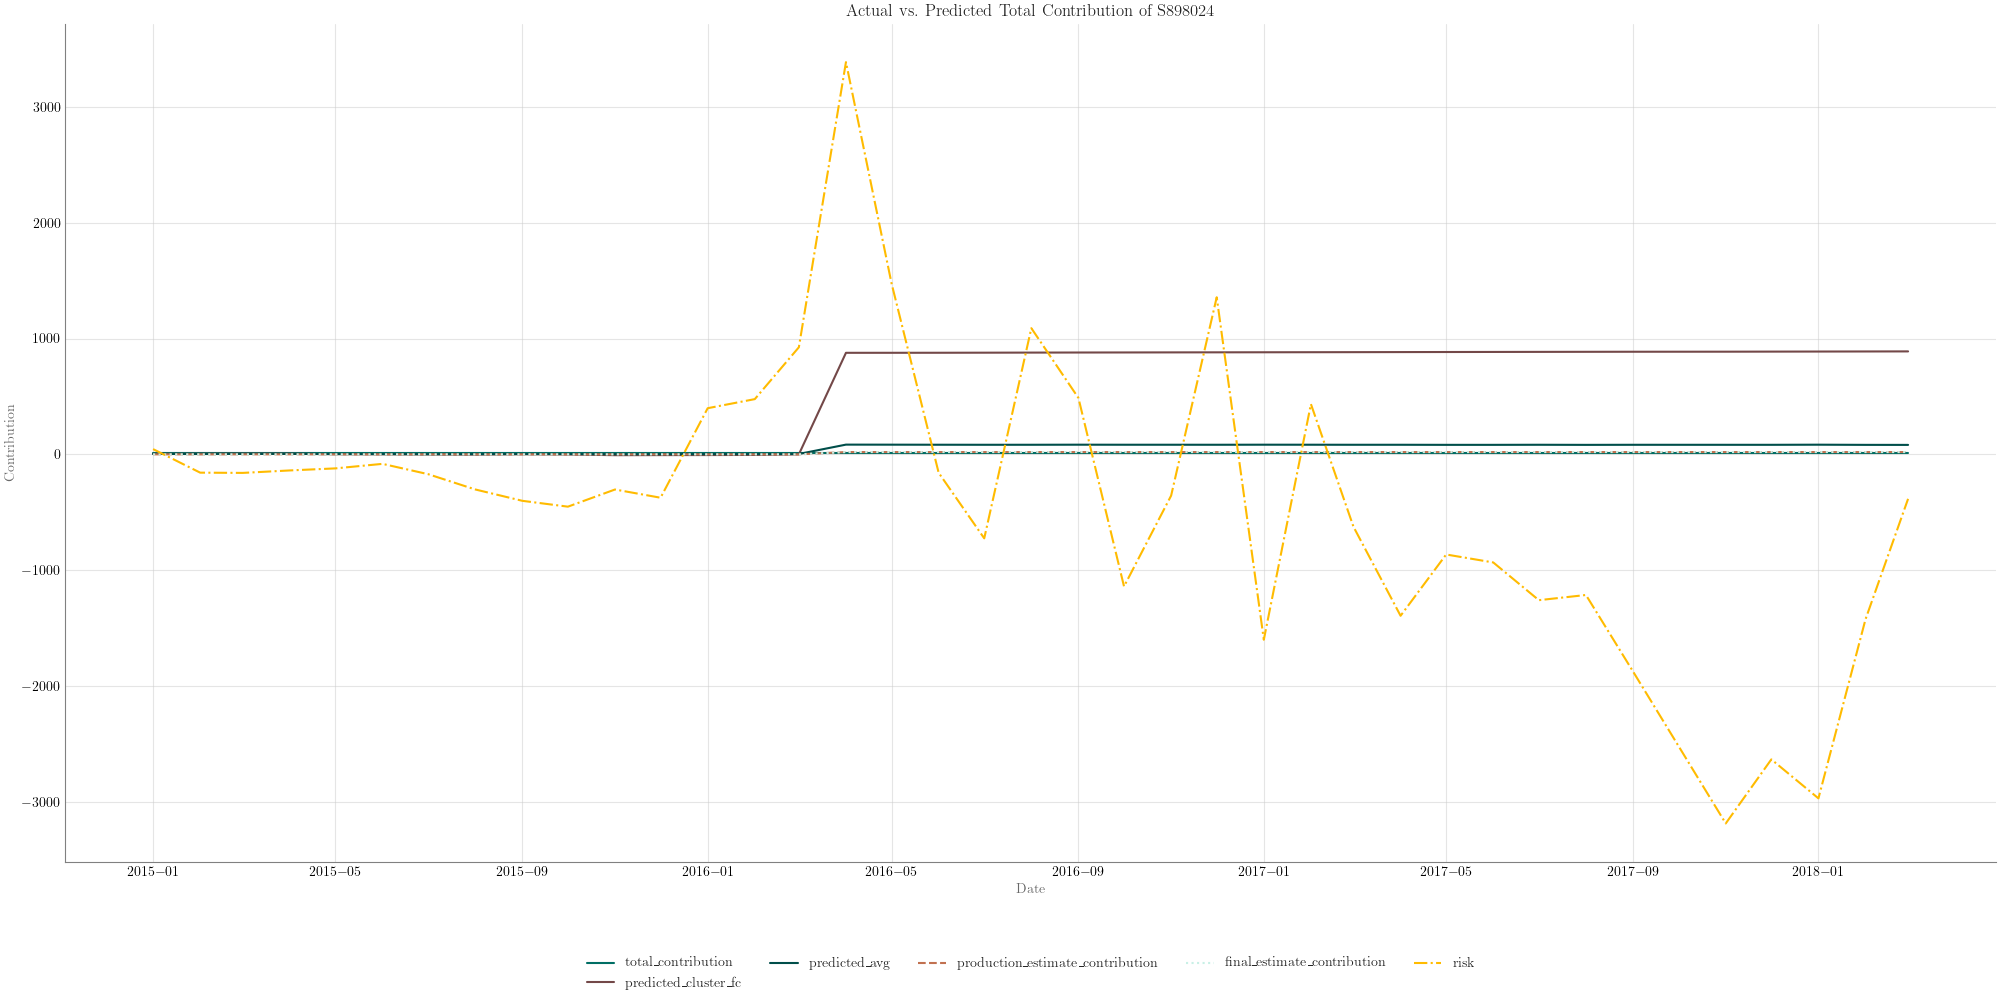 Actual vs. Predicted Total Contribution of S898024
3000
2000
1000
0
−1000
−2000
−3000
Contribution
2015−01 2015−05 2015−09 2016−01 2016−05 2016−09 2017−01 2017−05 2017−09 2018−01
Date
total_contribution predicted_avg production_estimate_contribution final_estimate_contribution risk
predicted_cluster_fc